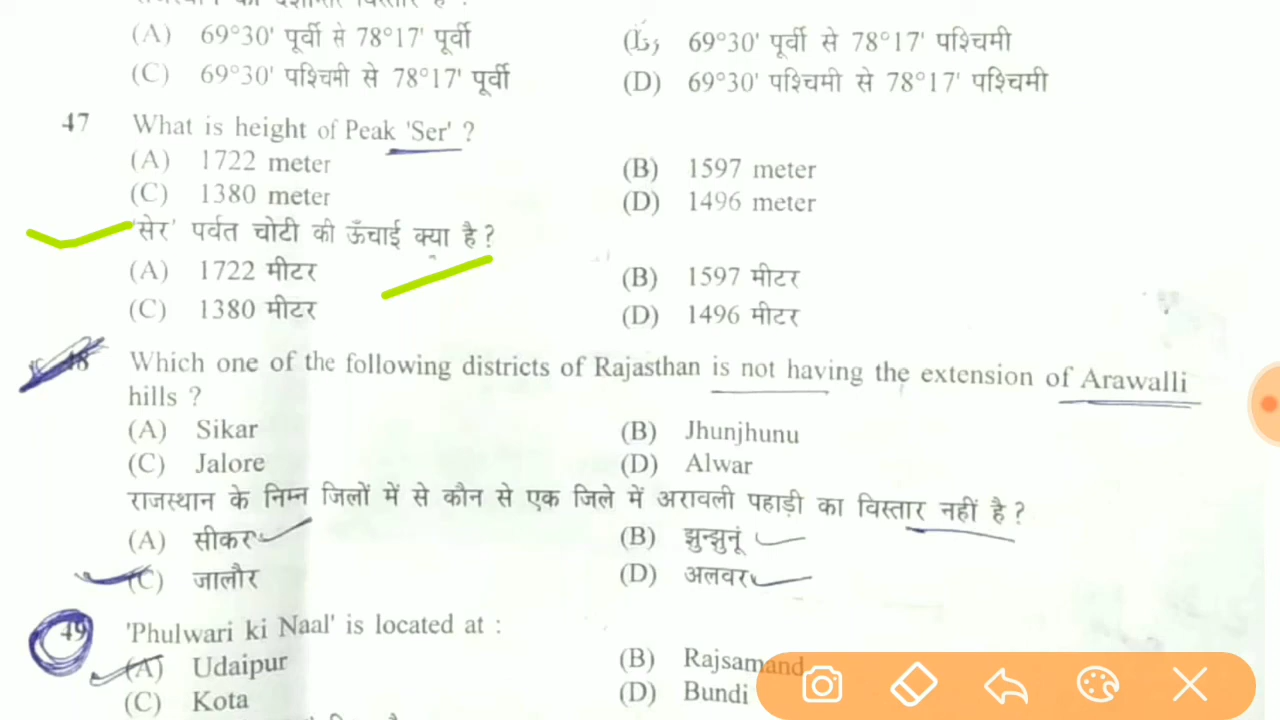 (A) 69°30' पूर्वी से 78°17' पूर्वी
69°30' पूर्वी से 78°17' पश्चिमी
(C) 69°30' पश्चिमी से 78°17' पूर्वी
(D) 69°30' पश्चिमी से 78°17' पश्चिमी
47 What is height of Peak 'Ser' ?
(A) 1722 meter
(B) 1597 meter
(C) 1380 meter
(D) 1496 meter
'सेर' पर्वत चोटी की ऊँचाई क्या है ?
(A) 1722 मीटर
(B) 1597 मीटर
(C) 1380 मीटर
(D) 1496 मीटर
48 Which one of the following districts of Rajasthan is not having the extension of Arawalli
hills ?
(A) Sikar
(B) Jhunjhunu
(C) Jalore
(D) Alwar
राजस्थान के निम्न जिलों में से कौन से एक जिले में अरावली पहाड़ी का विस्तार नहीं है ?
(A) सीकर
(B) झुन्झुनूं
(C) जालौर
(D) अलवर
49 'Phulwari ki Naal' is located at :
(A) Udaipur
(B) Rajsamand
(C) Kota
(D) Bundi